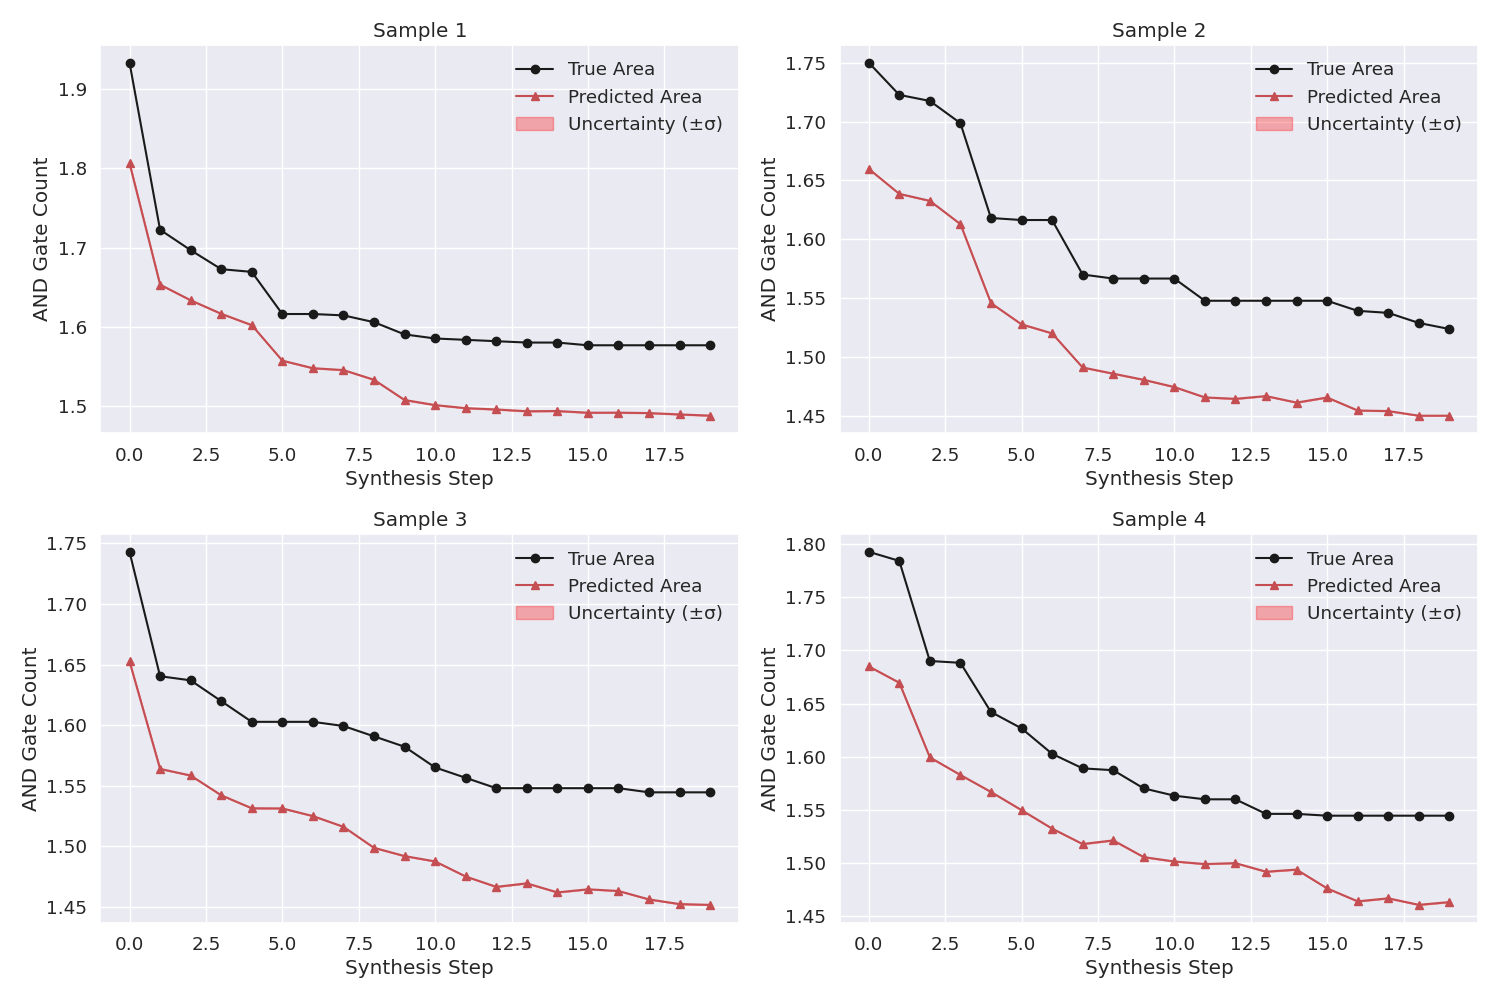 Sample 1
AND Gate Count
1.9
1.8
1.7
1.6
1.5
True Area
Predicted Area
Uncertainty (±σ)
0.0 2.5 5.0 7.5 10.0 12.5 15.0 17.5
Synthesis Step
Sample 2
AND Gate Count
1.75
1.70
1.65
1.60
1.55
1.50
1.45
True Area
Predicted Area
Uncertainty (±σ)
0.0 2.5 5.0 7.5 10.0 12.5 15.0 17.5
Synthesis Step
Sample 3
AND Gate Count
1.75
1.70
1.65
1.60
1.55
1.50
1.45
True Area
Predicted Area
Uncertainty (±σ)
0.0 2.5 5.0 7.5 10.0 12.5 15.0 17.5
Synthesis Step
Sample 4
AND Gate Count
1.80
1.75
1.70
1.65
1.60
1.55
1.50
1.45
True Area
Predicted Area
Uncertainty (±σ)
0.0 2.5 5.0 7.5 10.0 12.5 15.0 17.5
Synthesis Step